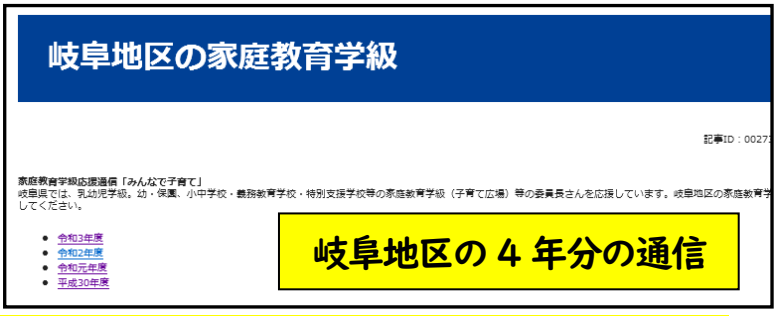 岐阜地区の家庭教育学級
記事ID：00273
家庭教育学級応援通信「みんなで子育て」
岐阜県では、乳幼児学級。幼・保園、小中学校・義務教育学校・特別支援学校等の家庭教育学級（子育て広場）等の委員長さんを応援しています。岐阜地区の家庭教育学
してください。
令和3年度
令和2年度
令和元年度
平成30年度
岐阜地区の４年分の通信